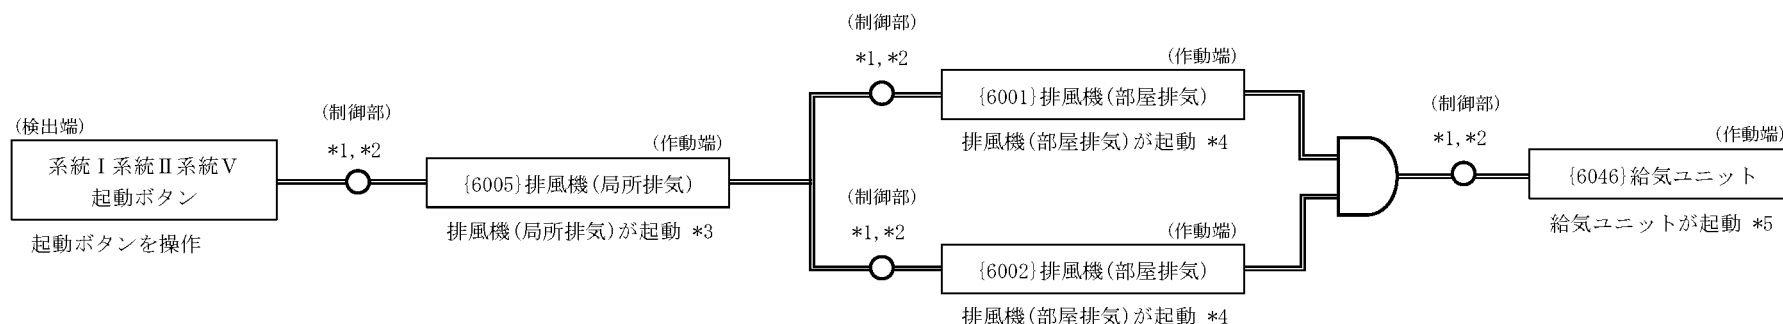 (検出端)
系統Ⅰ系統Ⅱ系統Ⅴ
起動ボタン
起動ボタンを操作
(制御部)
*1, *2
(作動端)
{6005}排風機(局所排気)
排風機(局所排気)が起動 *3
(制御部)
*1, *2
(作動端)
{6001}排風機(部屋排気)
排風機(部屋排気)が起動 *4
(制御部)
*1, *2
(作動端)
{6002}排風機(部屋排気)
排風機(部屋排気)が起動 *4
(制御部)
*1, *2
(作動端)
{6046}給気ユニット
給気ユニットが起動 *5